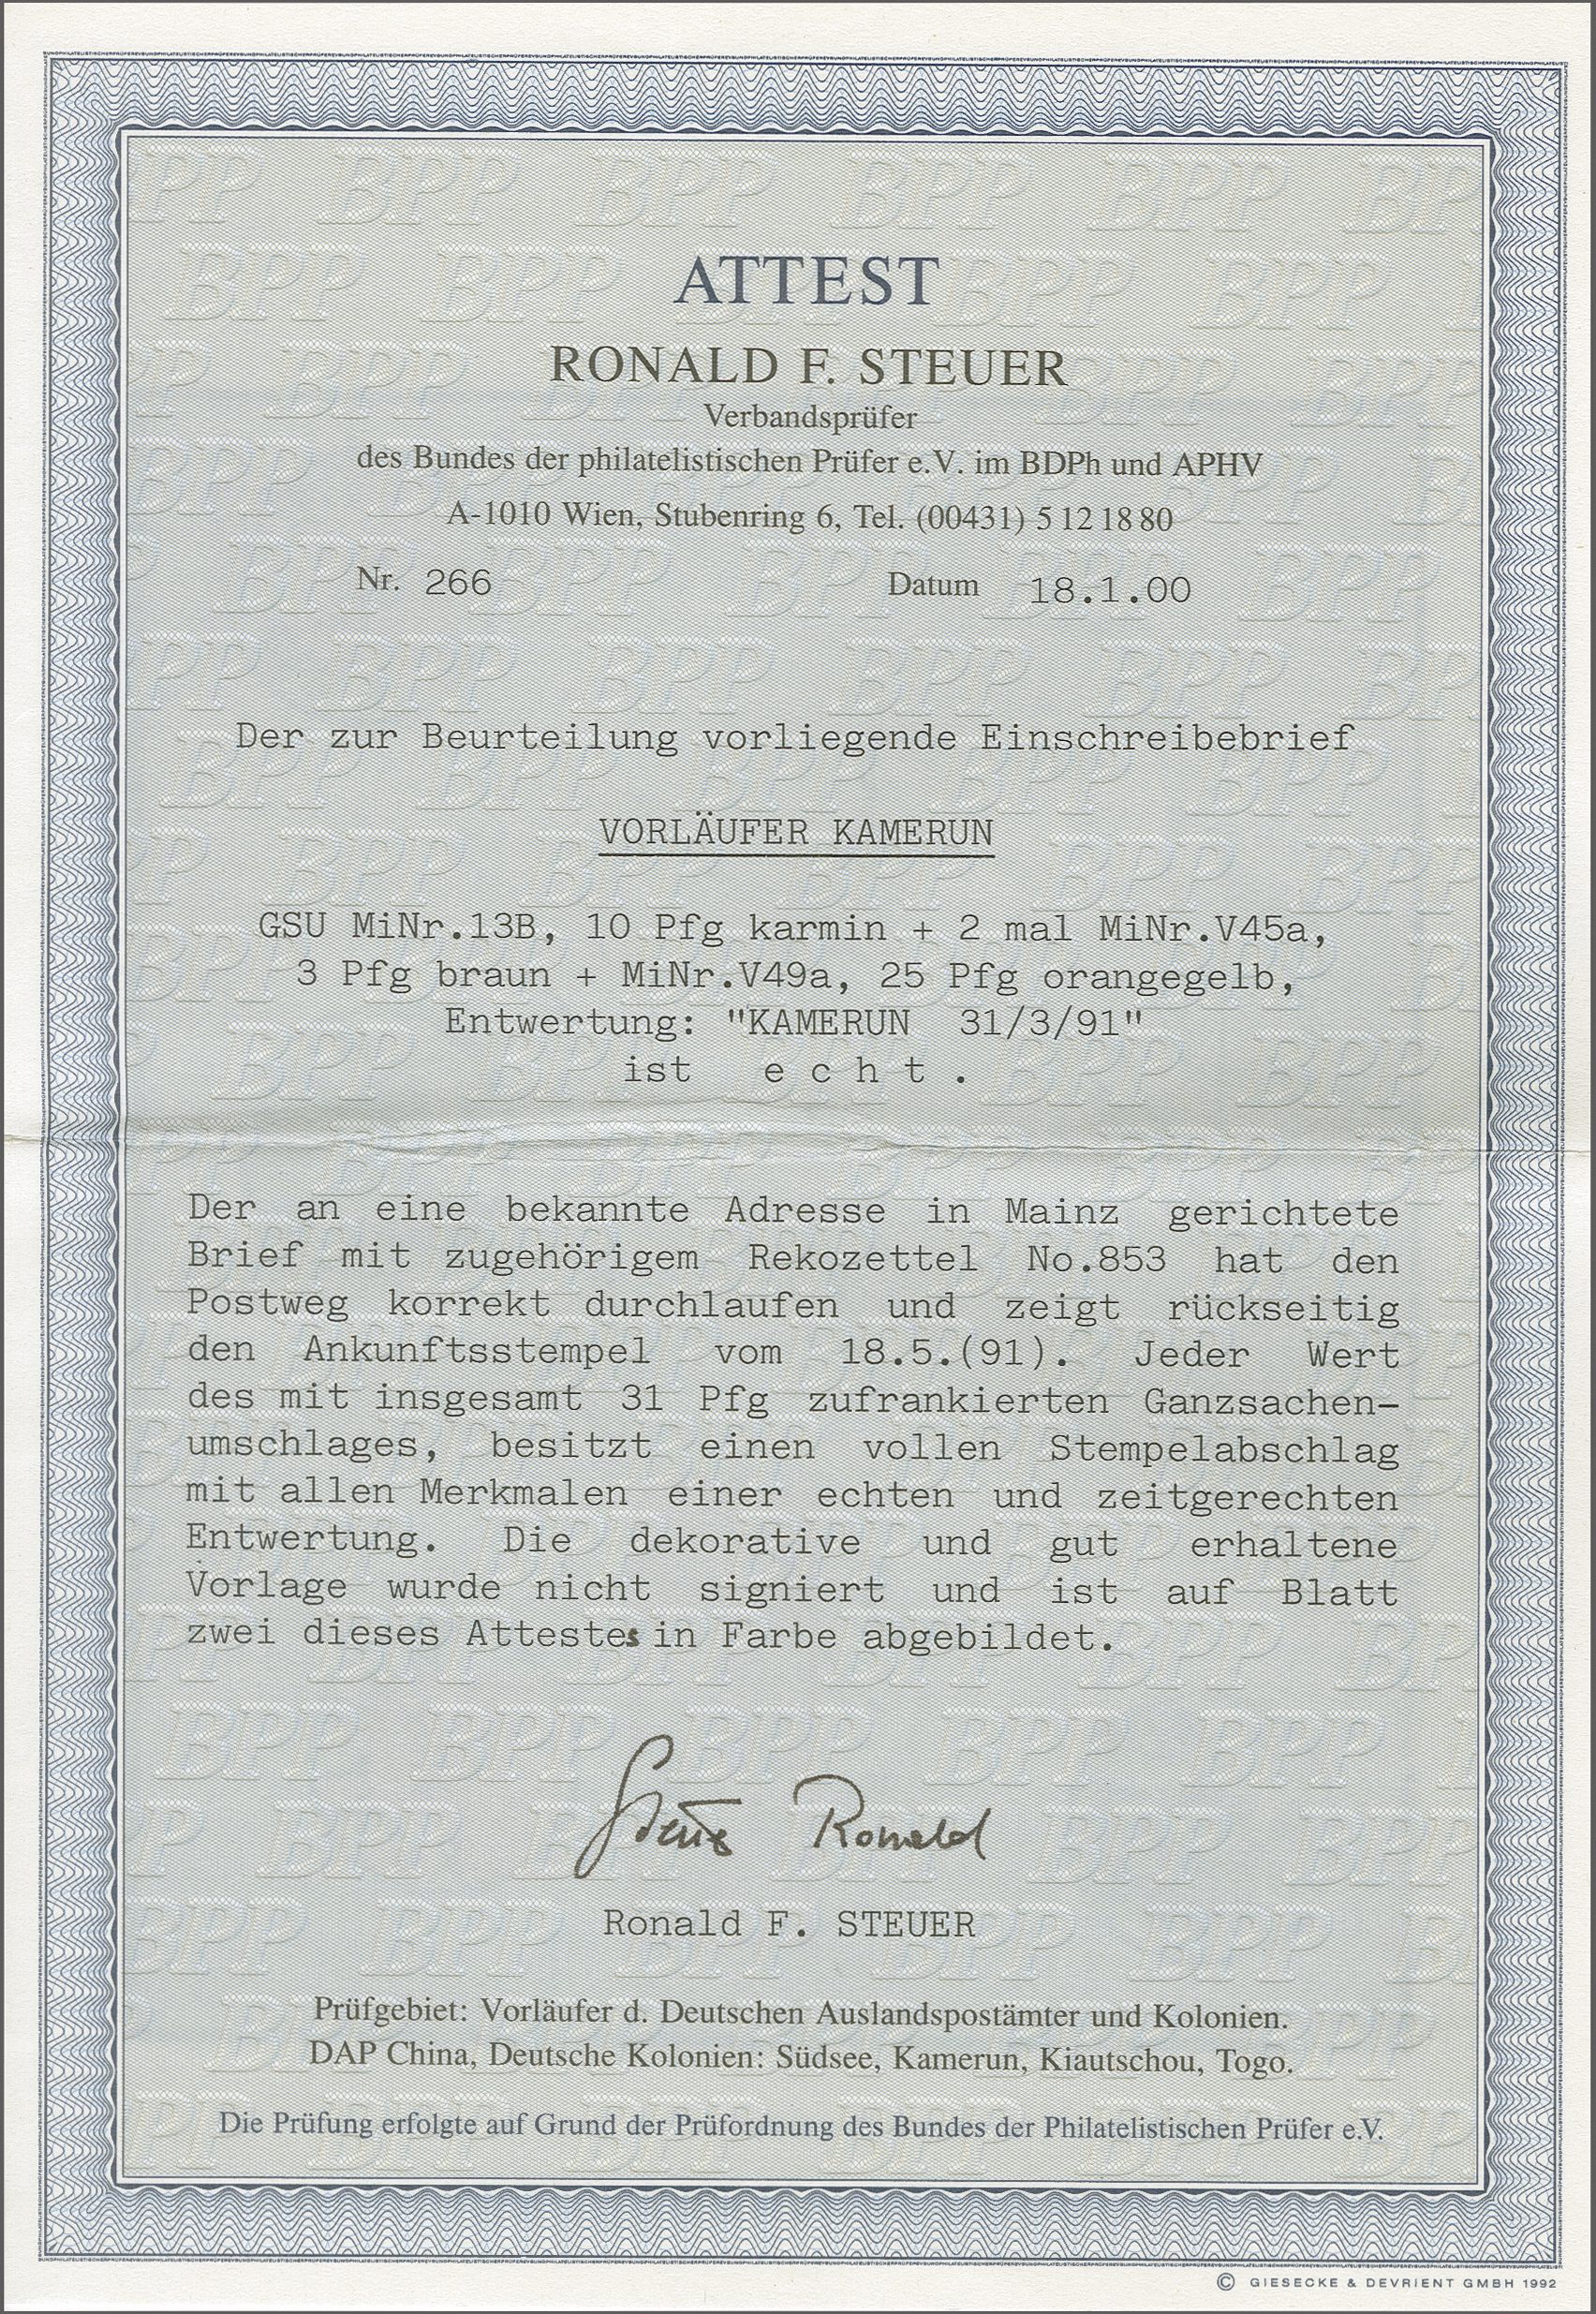 ATTEST
RONALD F. STEUER
Verbandsprüfer
des Bundes der philatelistischen Prüfer e.V. im BDPh und APHV
A-1010 Wien, Stubenring 6, Tel. (00431) 5 12 18 80
Nr. 266 Datum 18.1.00
Der zur Beurteilung vorliegende Einschreibebrief
VORLÄUFER KAMERUN
GSU MiNr.13B, 10 Pfg karmin + 2 mal MiNr.V45a,
3 Pfg braun + MiNr.V49a, 25 Pfg orangegelb,
Entwertung: "KAMERUN 31/3/91"
ist e c h t .
Der an eine bekannte Adresse in Mainz gerichtete
Brief mit zugehörigem Rekozettel No.853 hat den
Postweg korrekt durchlaufen und zeigt rückseitig
den Ankunftsstempel vom 18.5.(91). Jeder Wert
des mit insgesamt 31 Pfg zufrankierten Ganzsachen-
umschlages, besitzt einen vollen Stempelabschlag
mit allen Merkmalen einer echten und zeitgerechten
Entwertung. Die dekorative und gut erhaltene
Vorlage wurde nicht signiert und ist auf Blatt
zwei dieses Attestes in Farbe abgebildet.
Steuer Ronald
Ronald F. STEUER
Prüfgebiet: Vorläufer d. Deutschen Auslandspostämter und Kolonien.
DAP China, Deutsche Kolonien: Südsee, Kamerun, Kiautschou, Togo.
Die Prüfung erfolgte auf Grund der Prüfordnung des Bundes der Philatelistischen Prüfer e.V.
© GIESECKE & DEVRIENT GMBH 1992